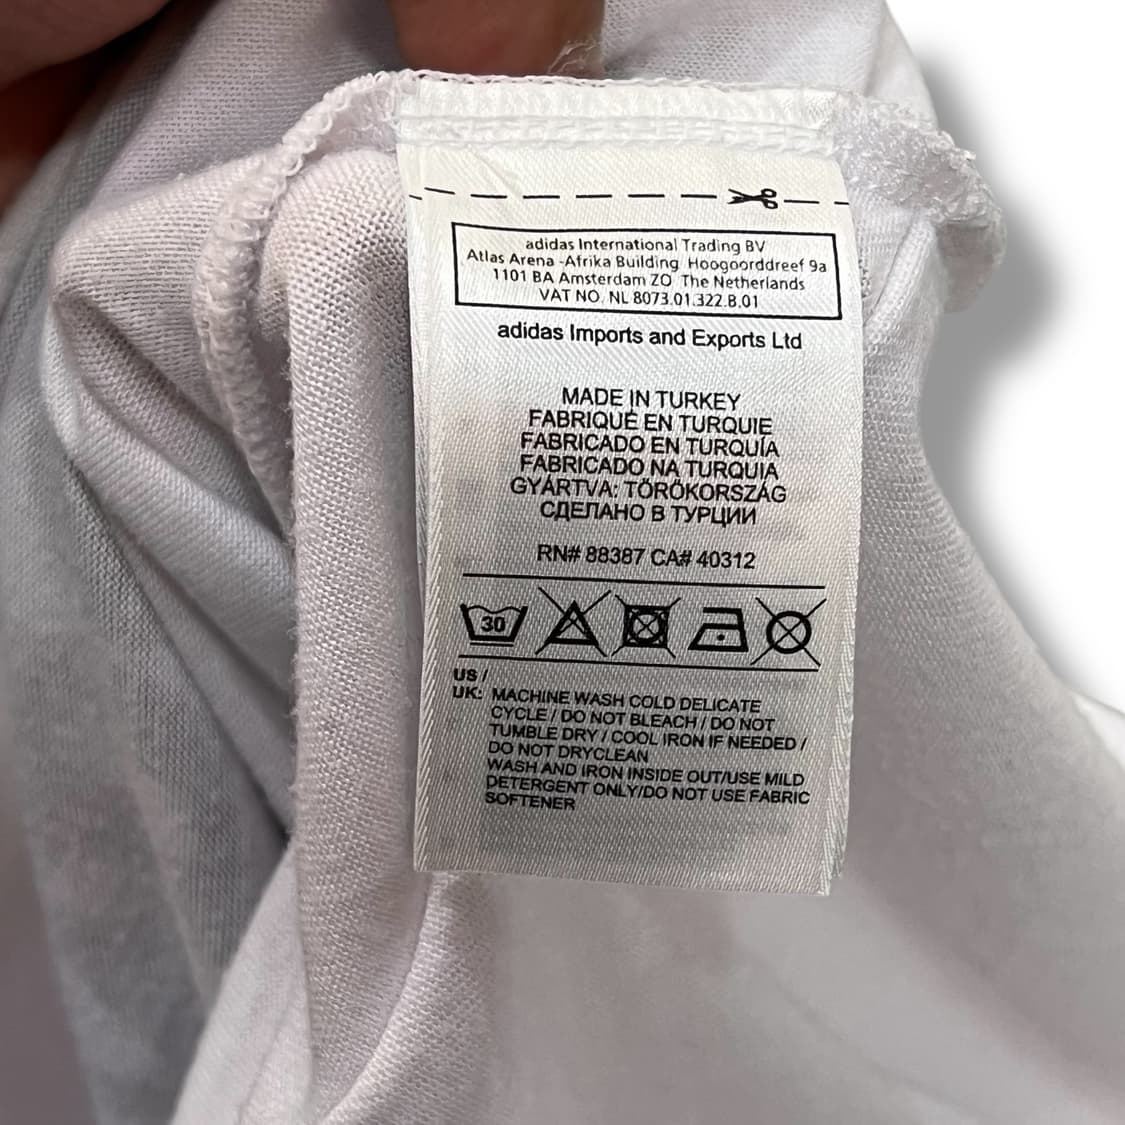 adidas International Trading BV
Atlas Arena -Afrika Building Hoogoorddreef 9a
1101 BA Amsterdam ZO The Netherlands
VAT NO. NL 8073.01.322.B.01
adidas Imports and Exports Ltd
MADE IN TURKEY
FABRIQUÉ EN TURQUIE
FABRICADO EN TURQUÍA
FABRICADO NA TURQUIA
GYÁRTVA: TÖRÖKORSZÁG
СДЕЛАНО В ТУРЦИИ
RN# 88387 CA# 40312
30
US /
UK: MACHINE WASH COLD DELICATE
CYCLE / DO NOT BLEACH / DO NOT
TUMBLE DRY / COOL IRON IF NEEDED /
DO NOT DRYCLEAN
WASH AND IRON INSIDE OUT/USE MILD
DETERGENT ONLY/DO NOT USE FABRIC
SOFTENER